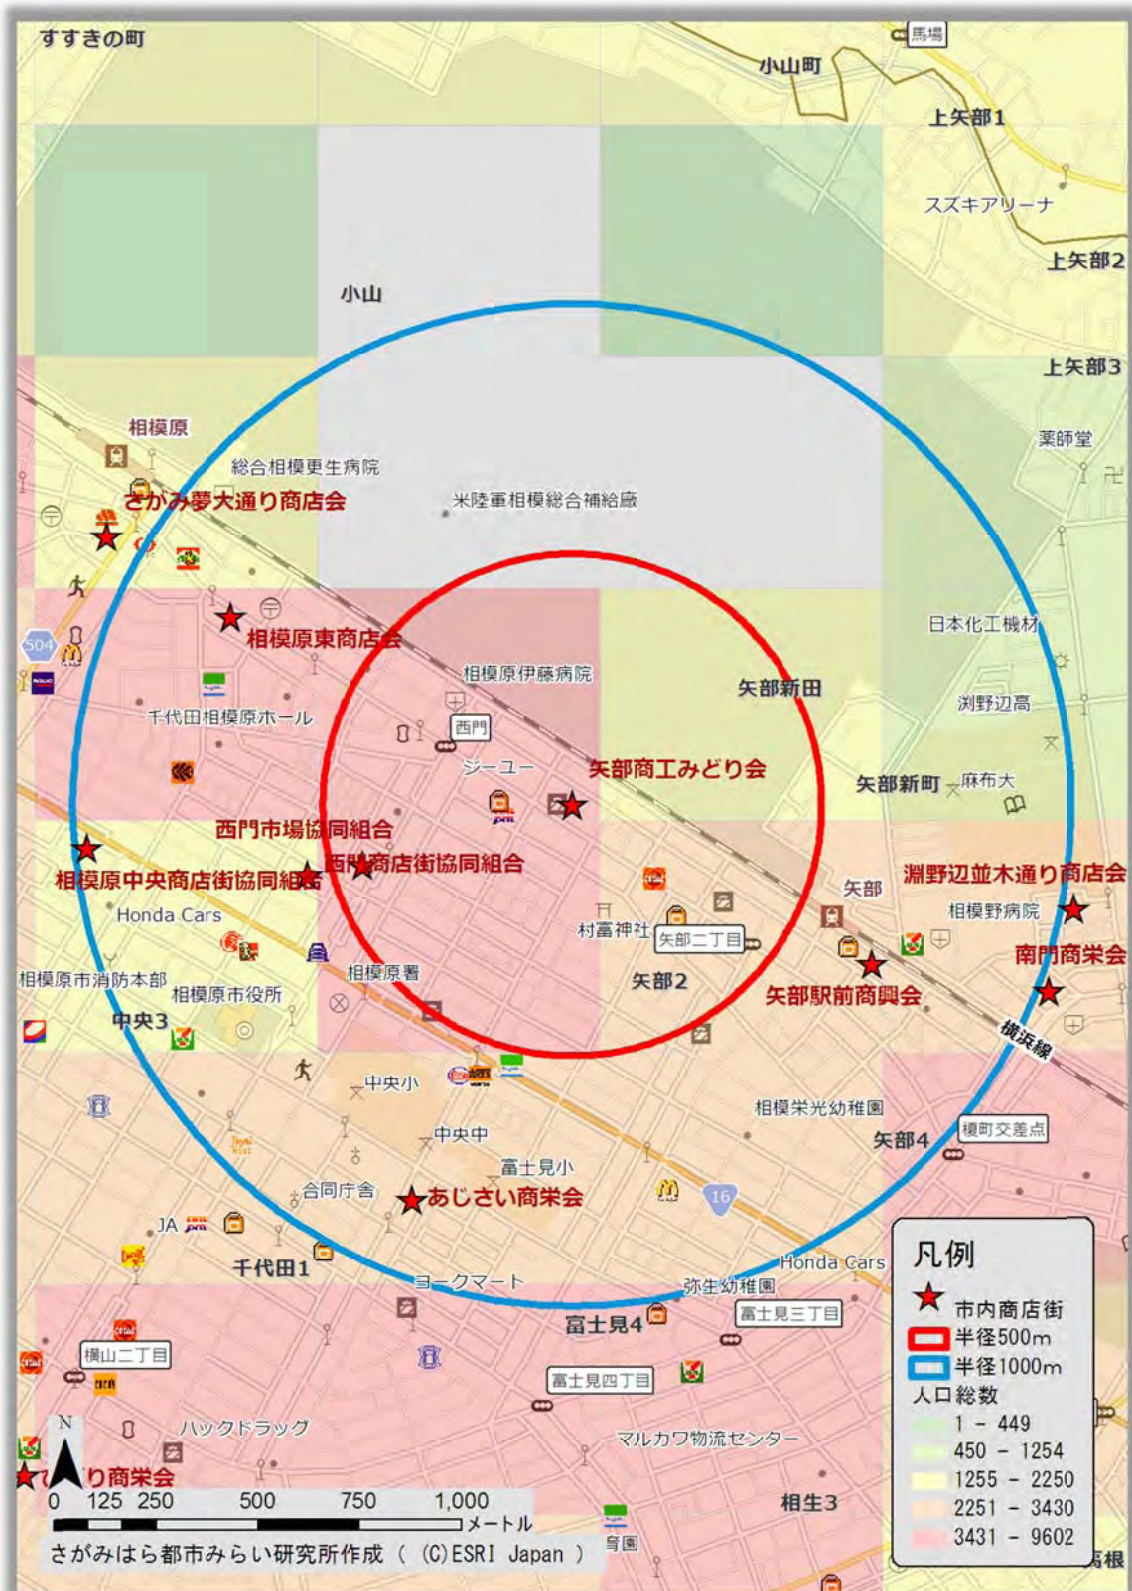 すすきの町
馬場
小山町
上矢部1
スズキアリーナ
上矢部2
小山
上矢部3
相模原
薬師堂
総合相模更生病院
さがみ夢大通り商店会
米陸軍相模総合補給廠
相模原東商店会
日本化工機材
504
相模原伊藤病院
矢部新田
渕野辺高
千代田相模原ホール
西門
ジーユー
矢部商工みどり会
矢部新町
麻布大
西門市場協同組合
西門商店街協同組合
相模原中央商店街協同組合
矢部
淵野辺並木通り商店会
Honda Cars
村富神社
相模野病院
矢部二丁目
南門商栄会
相模原市消防本部
相模原署
矢部2
相模原市役所
矢部駅前商興会
中央3
横浜線
中央小
相模栄光幼稚園
中央中
矢部4
榎町交差点
富士見小
合同庁舎
あじさい商栄会
16
JA
千代田1
ヨークマート
弥生幼稚園
Honda Cars
富士見4
富士見三丁目
横山二丁目
富士見四丁目
ハックドラッグ
マルカワ物流センター
相生3
育園
高根
凡例
市内商店街
半径500m
半径1000m
人口総数
1 - 449
450 - 1254
1255 - 2250
2251 - 3430
3431 - 9602
N
0 125 250 500 750 1,000
メートル
さがみはら都市みらい研究所作成（ (C)ESRI Japan ）